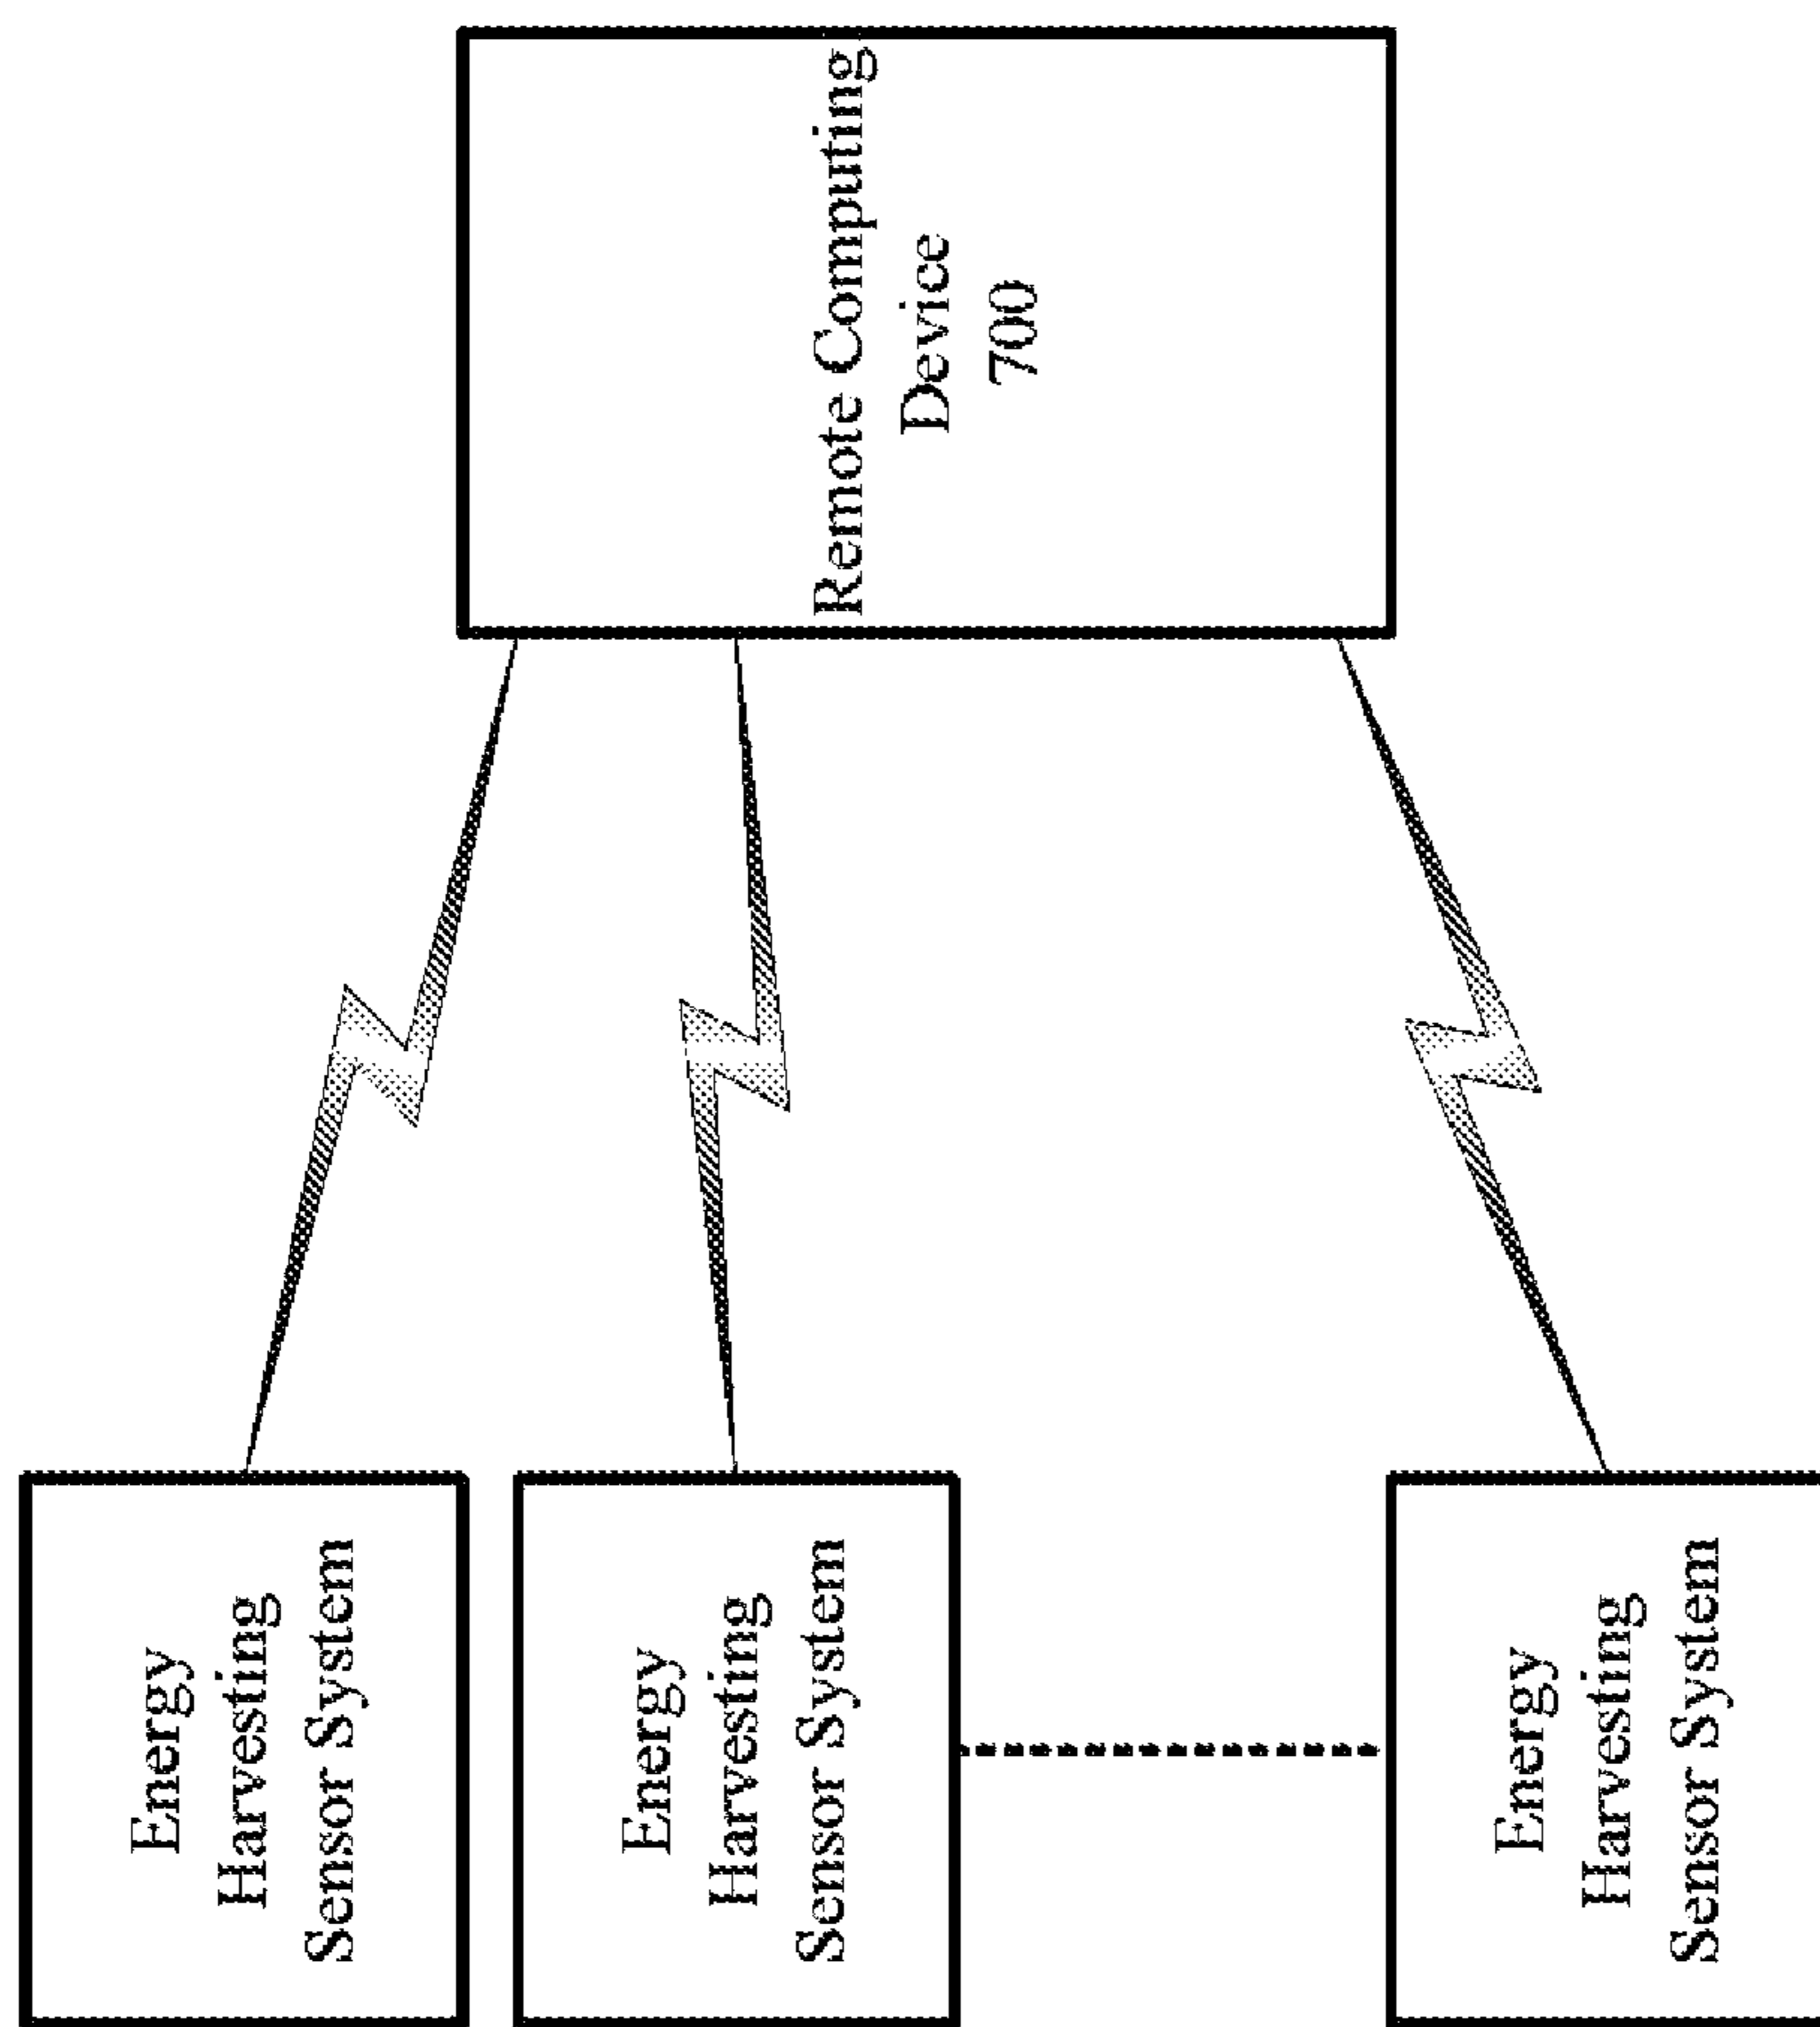 Energy
Harvesting
Sensor System
Energy
Harvesting
Sensor System
Energy
Harvesting
Sensor System
Remote Computing
Device
700